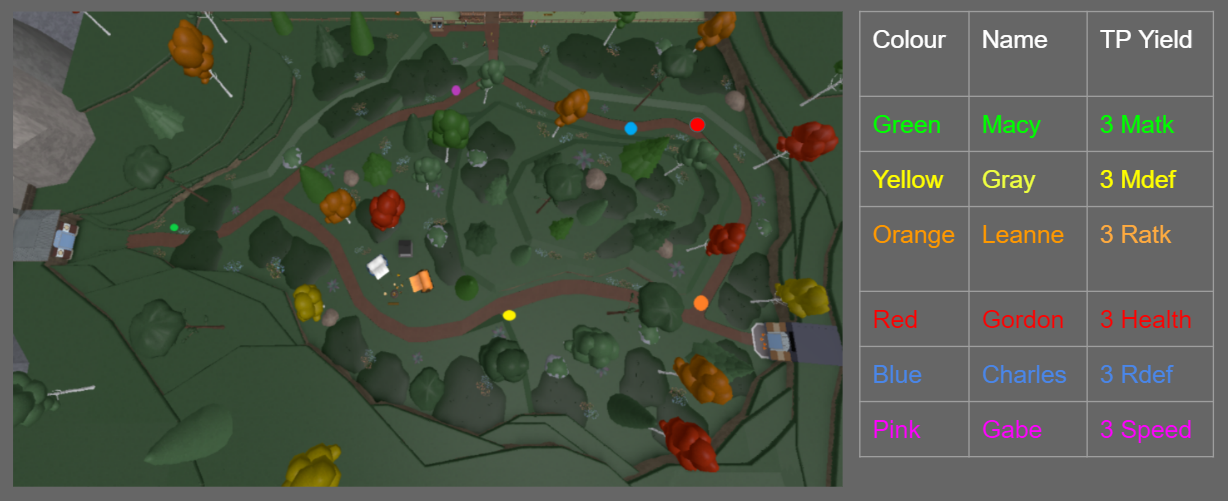 Colour Name TP Yield
Green Macy 3 Matk
Yellow Gray 3 Mdef
Orange Leanne 3 Ratk
Red Gordon 3 Health
Blue Charles 3 Rdef
Pink Gabe 3 Speed